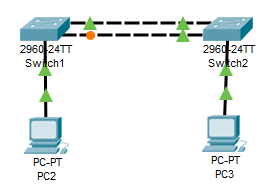 2960-24TT
Switch1
2960-24TT
Switch2
PC-PT
PC2
PC-PT
PC3